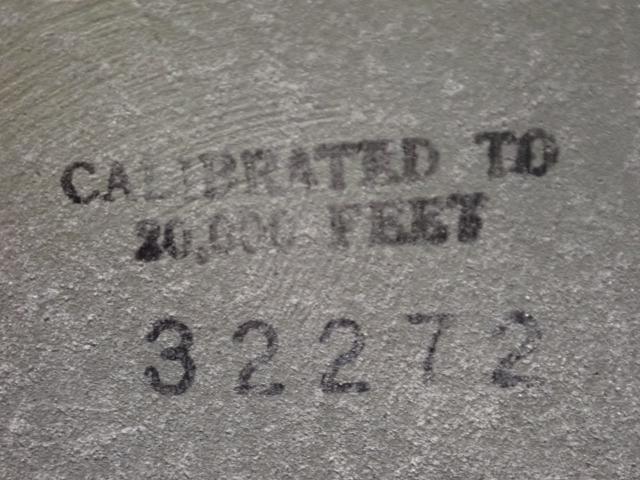 CALIBRATED TO
20,000 FEET
32272